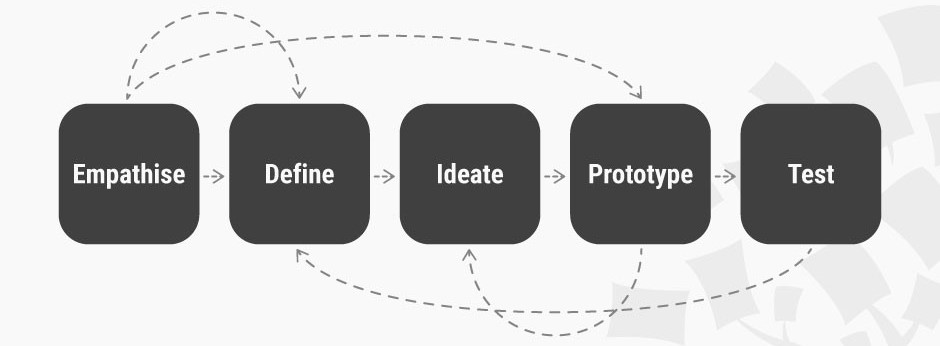 Empathise
Define
Ideate
Prototype
Test